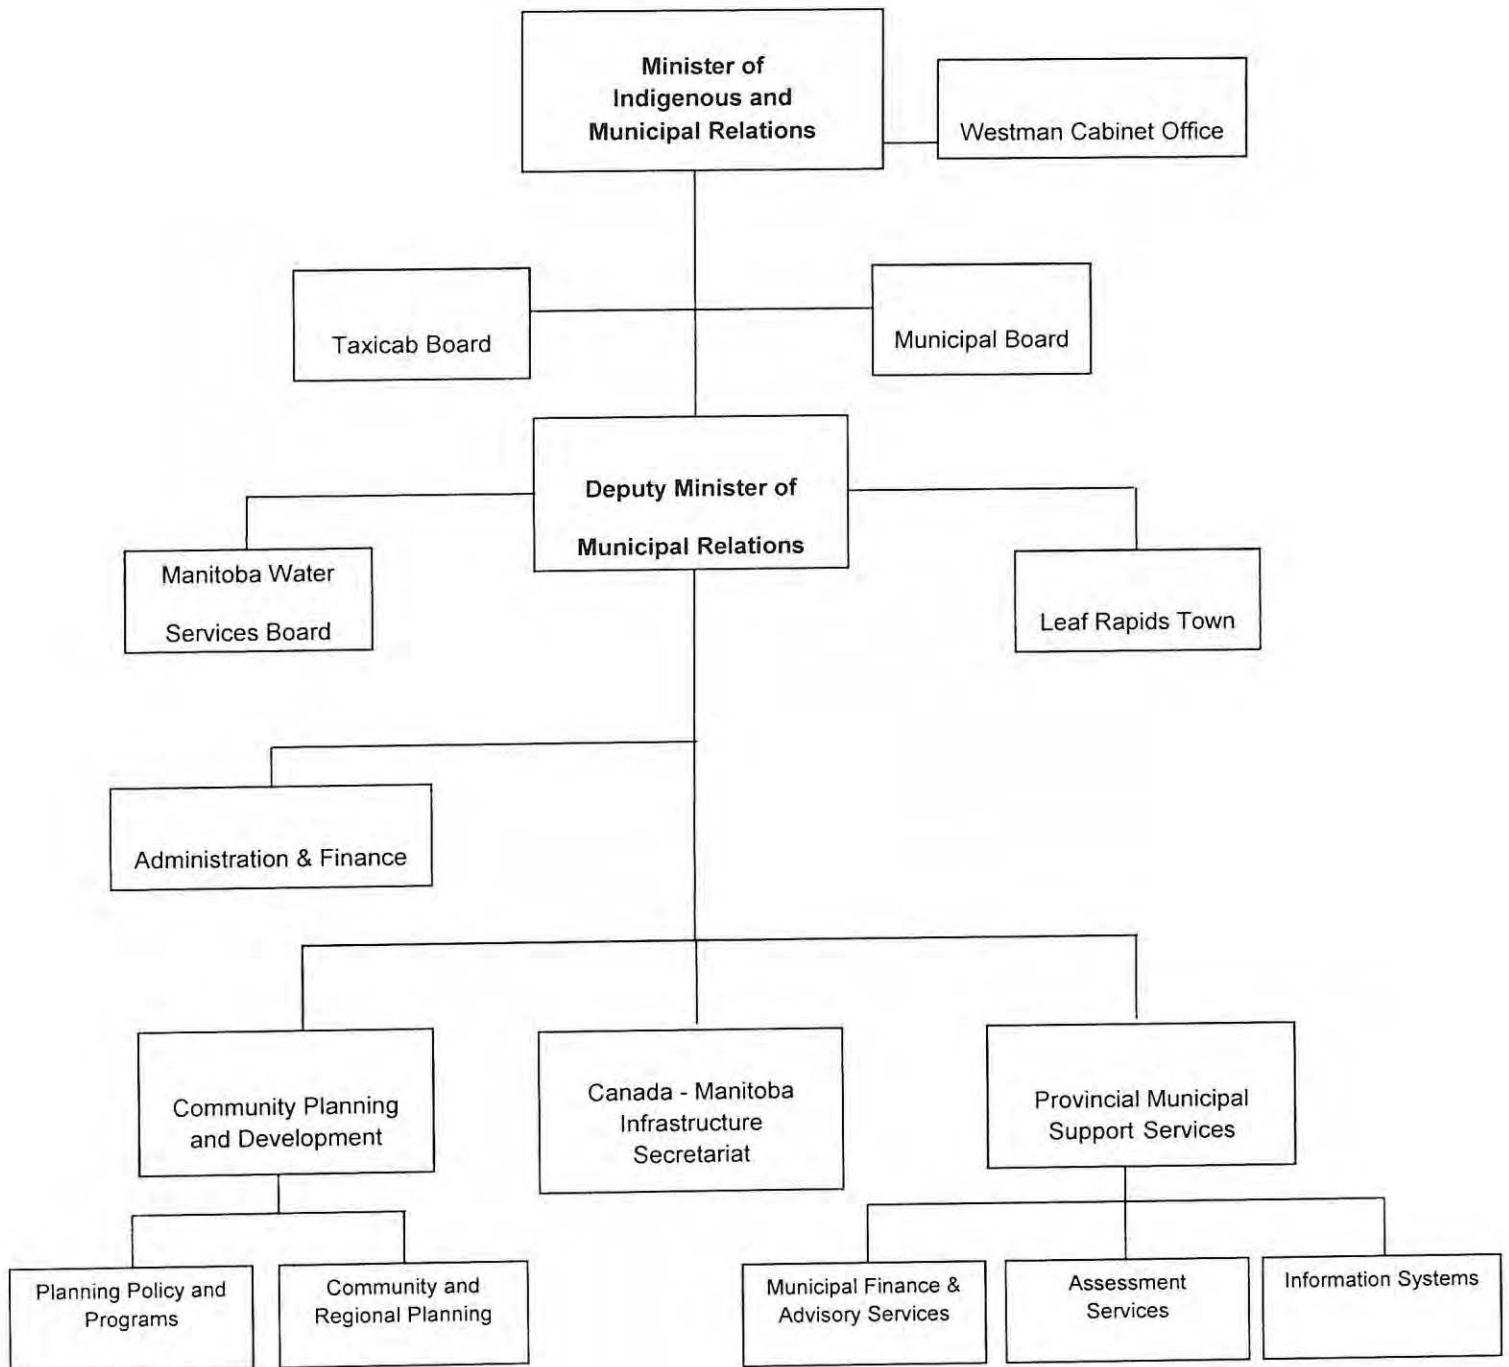 Minister of
Indigenous and
Municipal Relations
Westman Cabinet Office
Taxicab Board
Municipal Board
Deputy Minister of
Municipal Relations
Manitoba Water
Services Board
Leaf Rapids Town
Administration & Finance
Community Planning
and Development
Canada - Manitoba
Infrastructure
Secretariat
Provincial Municipal
Support Services
Planning Policy and
Programs
Community and
Regional Planning
Municipal Finance &
Advisory Services
Assessment
Services
Information Systems